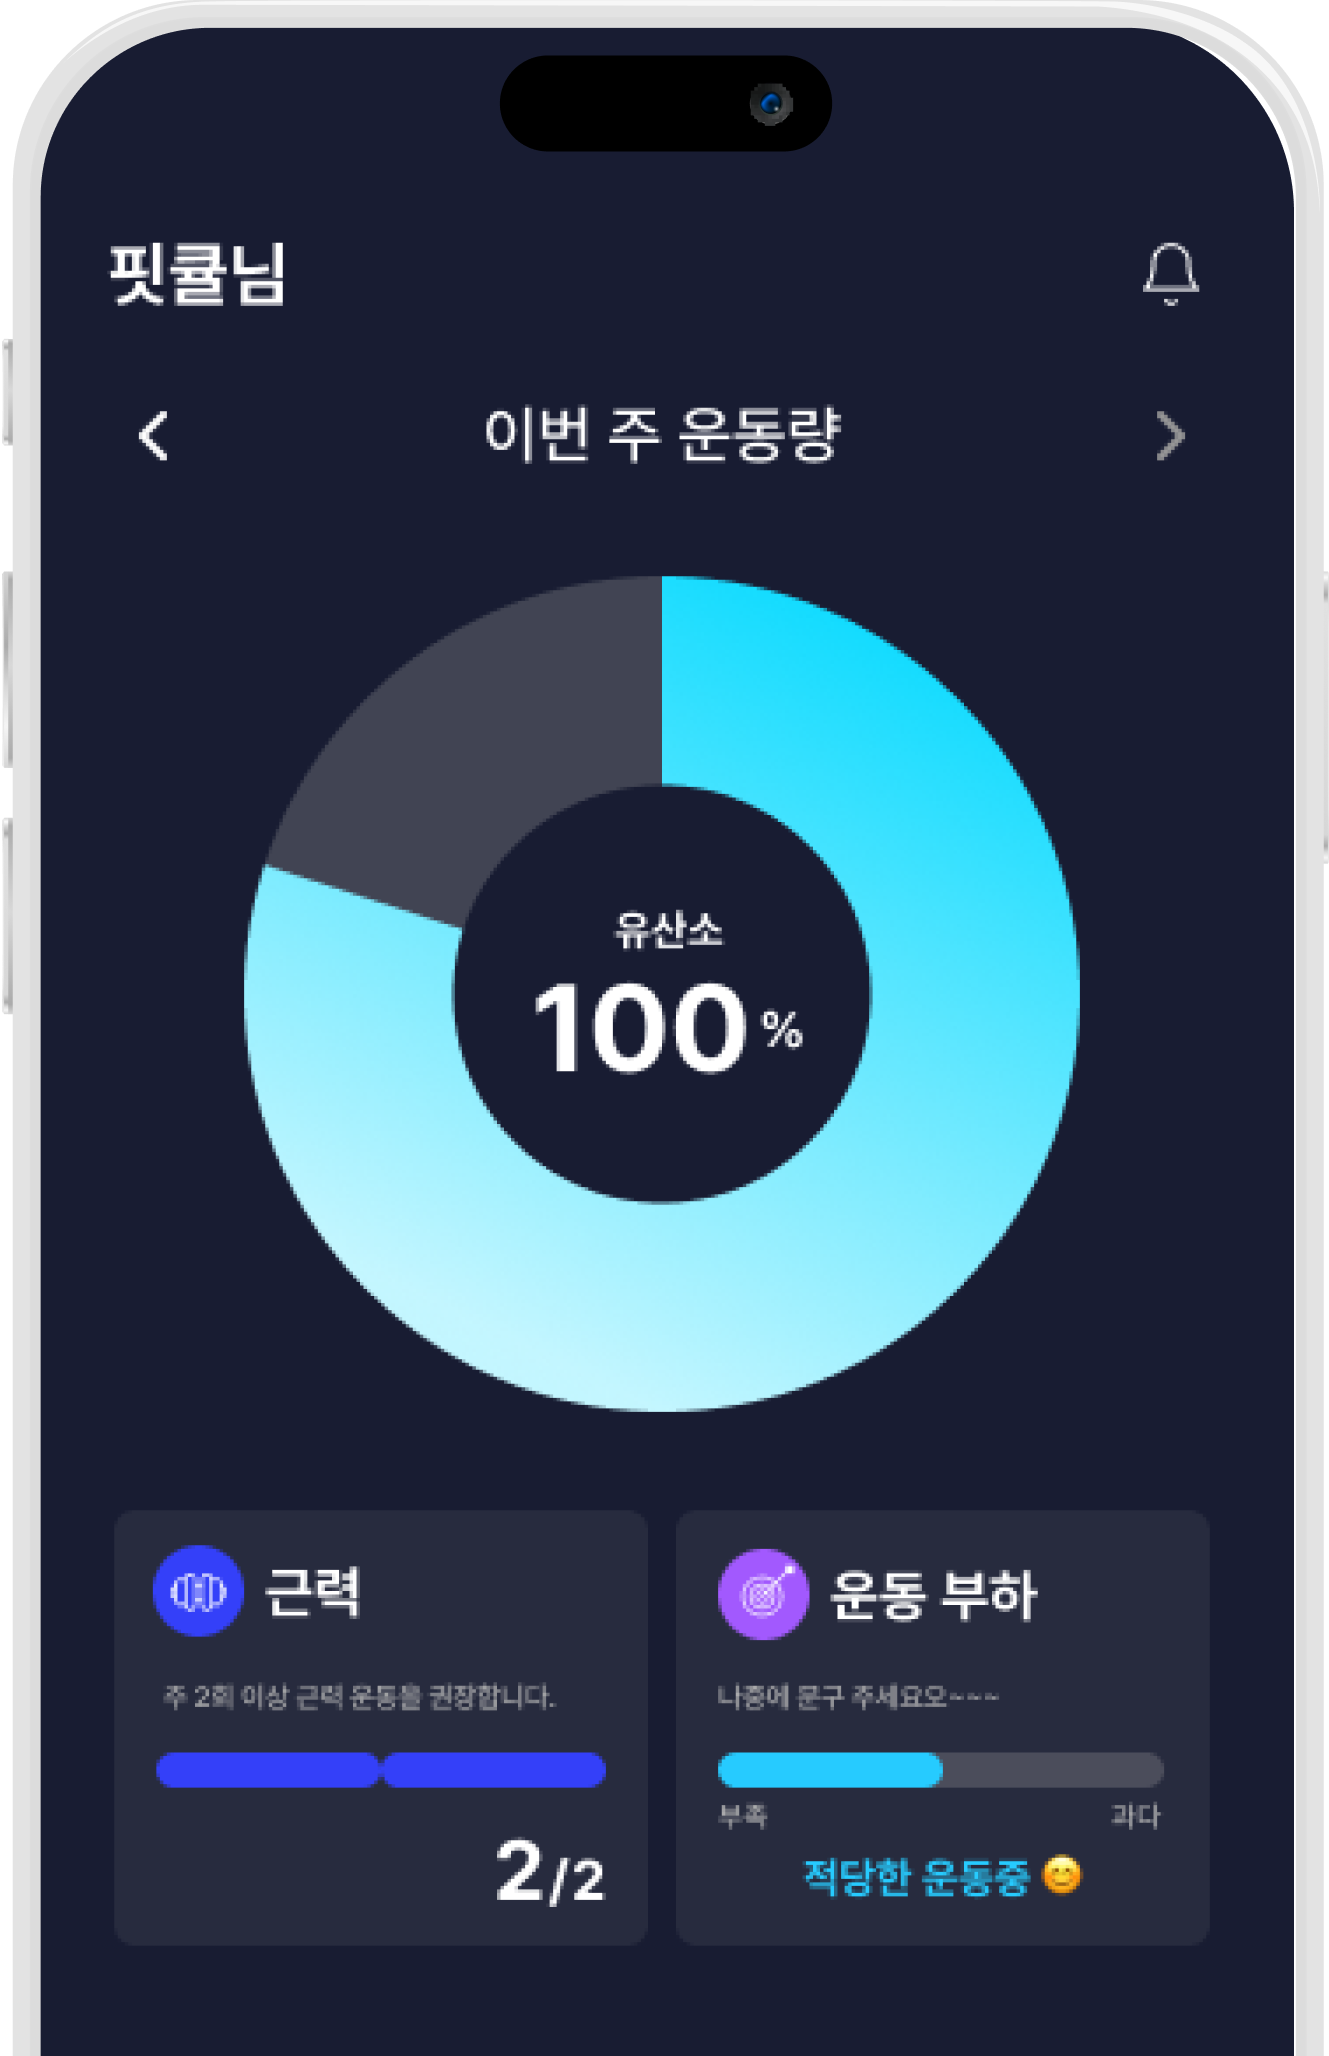 핏큘님
이번 주 운동량
유산소
100 %
근력
주 2회 이상 근력 운동을 권장합니다.
2/2
운동 부하
나중에 문구 주세요오~~~
부족 과다
적당한 운동중 😊